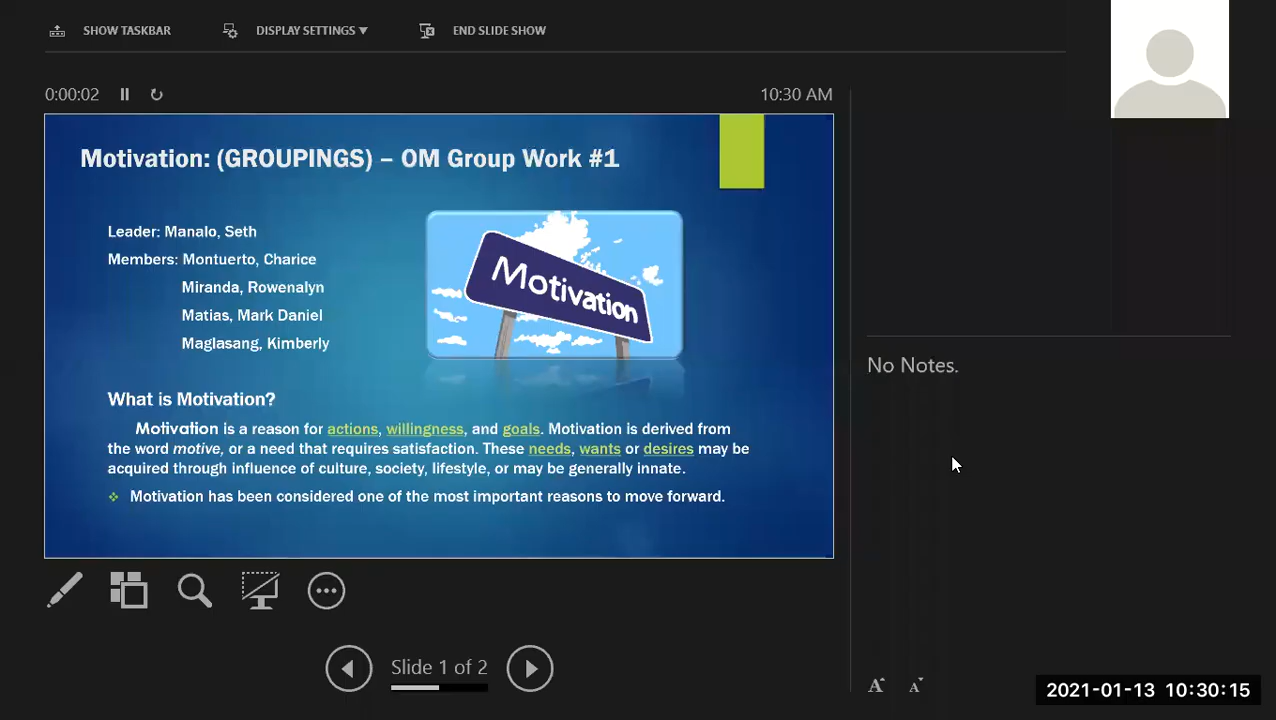 SHOW TASKBAR
DISPLAY SETTINGS ▾
END SLIDE SHOW
0:00:02
10:30 AM
Motivation: (GROUPINGS) – OM Group Work #1
Leader: Manalo, Seth
Members: Montuerto, Charice
Miranda, Rowenalyn
Matias, Mark Daniel
Maglasang, Kimberly
Motivation
What is Motivation?
Motivation is a reason for actions, willingness, and goals. Motivation is derived from
the word motive, or a need that requires satisfaction. These needs, wants or desires may be
acquired through influence of culture, society, lifestyle, or may be generally innate.
❖ Motivation has been considered one of the most important reasons to move forward.
No Notes.
Slide 1 of 2
A A
2021-01-13 10:30:15